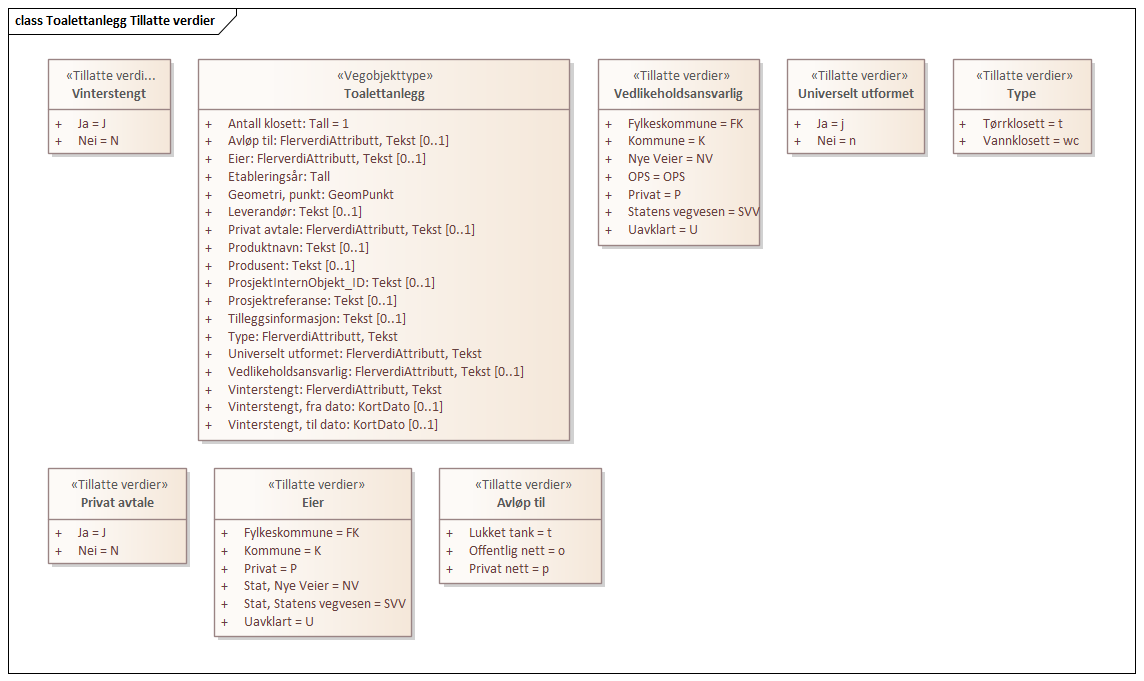 class Toalettanlegg Tillatte verdier
«Tillatte verdi...
Vinterstengt
+ Ja = J
+ Nei = N
«Vegobjekttype»
Toalettanlegg
+ Antall klosett: Tall = 1
+ Avløp til: FlerverdiAttributt, Tekst [0..1]
+ Eier: FlerverdiAttributt, Tekst [0..1]
+ Etableringsår: Tall
+ Geometri, punkt: GeomPunkt
+ Leverandør: Tekst [0..1]
+ Privat avtale: FlerverdiAttributt, Tekst [0..1]
+ Produktnavn: Tekst [0..1]
+ Produsent: Tekst [0..1]
+ ProsjektInternObjekt_ID: Tekst [0..1]
+ Prosjektreferanse: Tekst [0..1]
+ Tilleggsinformasjon: Tekst [0..1]
+ Type: FlerverdiAttributt, Tekst
+ Universelt utformet: FlerverdiAttributt, Tekst
+ Vedlikeholdsansvarlig: FlerverdiAttributt, Tekst [0..1]
+ Vinterstengt: FlerverdiAttributt, Tekst
+ Vinterstengt, fra dato: KortDato [0..1]
+ Vinterstengt, til dato: KortDato [0..1]
«Tillatte verdier»
Vedlikeholdsansvarlig
+ Fylkeskommune = FK
+ Kommune = K
+ Nye Veier = NV
+ OPS = OPS
+ Privat = P
+ Statens vegvesen = SVV
+ Uavklart = U
«Tillatte verdier»
Universelt utformet
+ Ja = j
+ Nei = n
«Tillatte verdier»
Type
+ Tørrklosett = t
+ Vannklosett = wc
«Tillatte verdier»
Privat avtale
+ Ja = J
+ Nei = N
«Tillatte verdier»
Eier
+ Fylkeskommune = FK
+ Kommune = K
+ Privat = P
+ Stat, Nye Veier = NV
+ Stat, Statens vegvesen = SVV
+ Uavklart = U
«Tillatte verdier»
Avløp til
+ Lukket tank = t
+ Offentlig nett = o
+ Privat nett = p